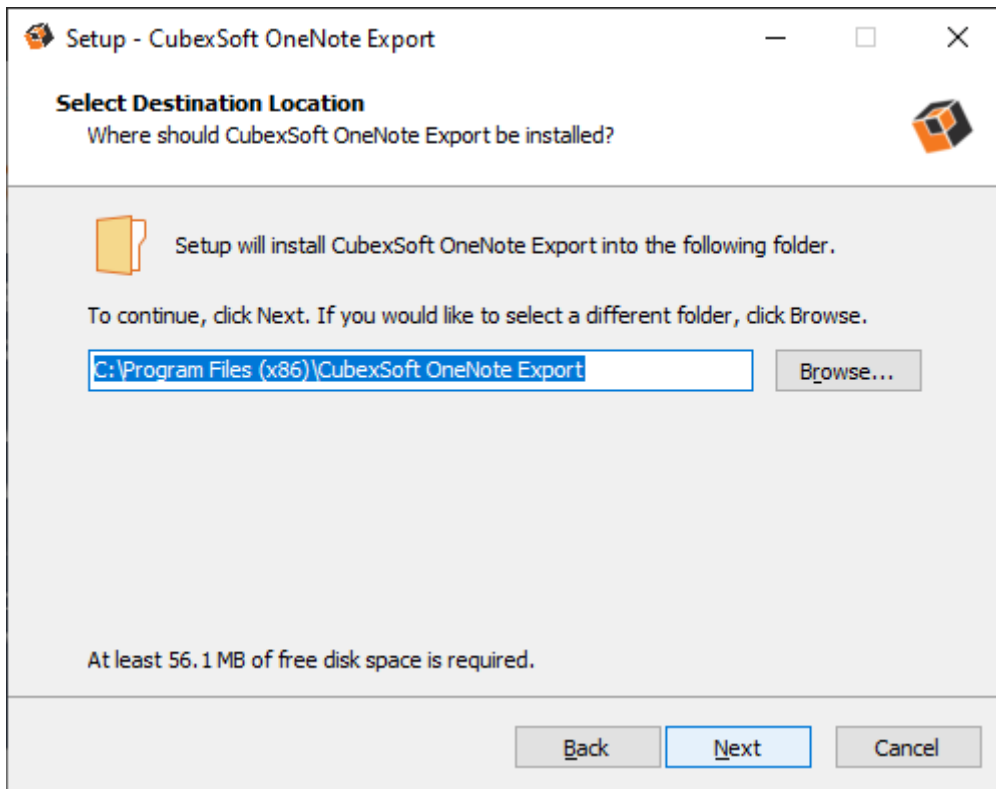 Setup - CubexSoft OneNote Export
Select Destination Location
Where should CubexSoft OneNote Export be installed?
Setup will install CubexSoft OneNote Export into the following folder.
To continue, click Next. If you would like to select a different folder, click Browse.
C:\Program Files (x86)\CubexSoft OneNote Export
Browse...
At least 56.1 MB of free disk space is required.
Back
Next
Cancel